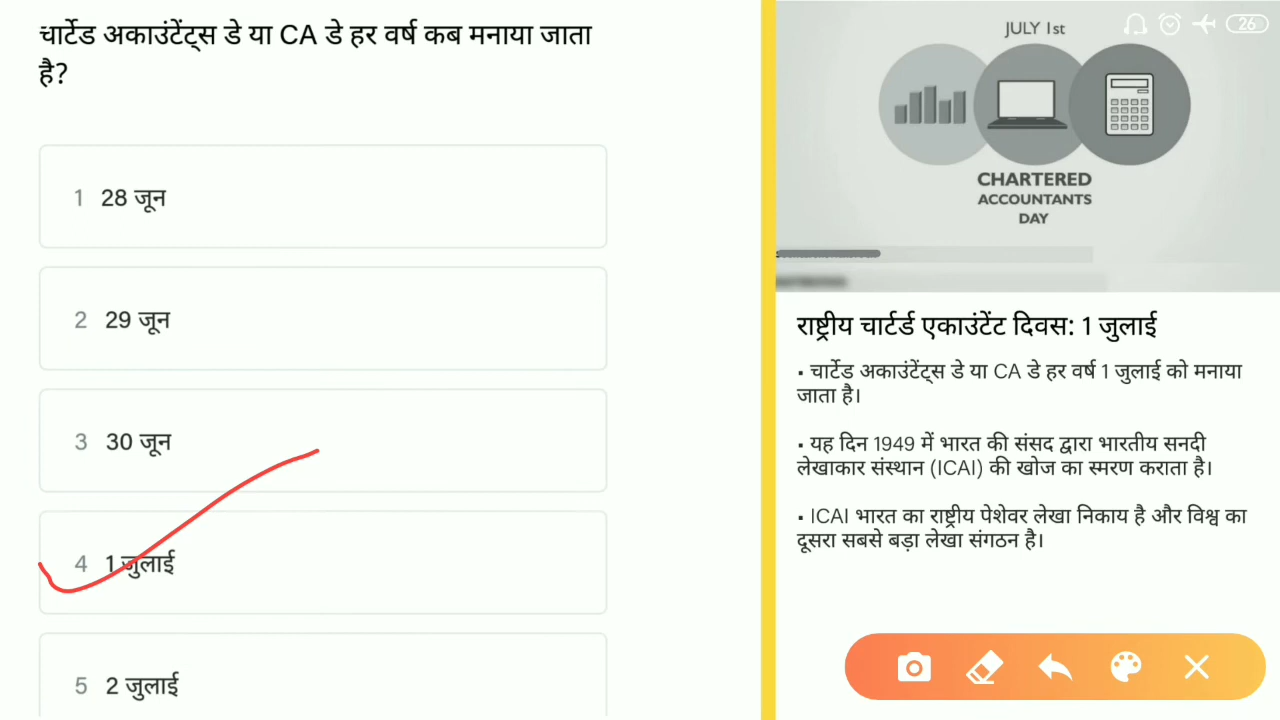 चार्टेड अकाउंटेंट्स डे या CA डे हर वर्ष कब मनाया जाता
है?
1 28 जून
2 29 जून
3 30 जून
4 1 जुलाई
5 2 जुलाई
26
JULY 1st
CHARTERED
ACCOUNTANTS
DAY
राष्ट्रीय चार्टर्ड एकाउंटेंट दिवस: 1 जुलाई
▪ चार्टेड अकाउंटेंट्स डे या CA डे हर वर्ष 1 जुलाई को मनाया
जाता है।
▪ यह दिन 1949 में भारत की संसद द्वारा भारतीय सनदी
लेखाकार संस्थान (ICAI) की खोज का स्मरण कराता है।
▪ ICAI भारत का राष्ट्रीय पेशेवर लेखा निकाय है और विश्व का
दूसरा सबसे बड़ा लेखा संगठन है।